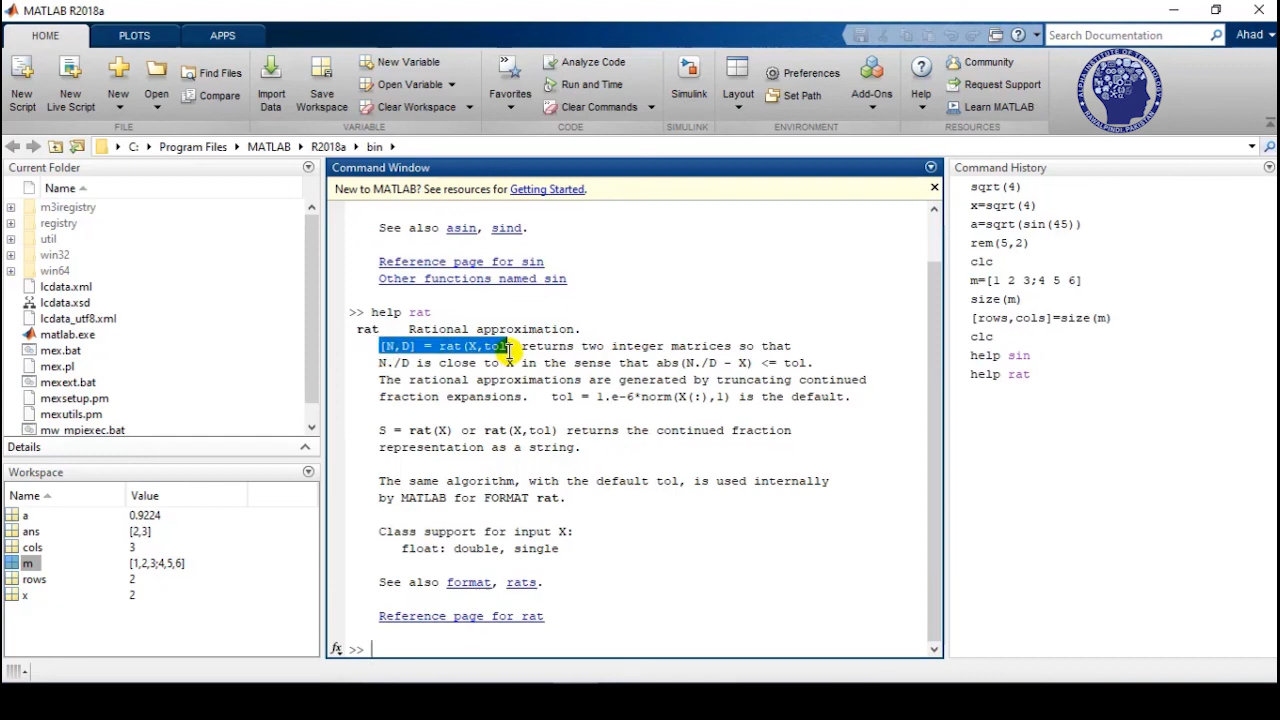 MATLAB R2018a
HOME PLOTS APPS
Search Documentation Ahad
New Script
New Live Script
New
Open
Find Files
Compare
Import Data
Save Workspace
New Variable
Open Variable
Clear Workspace
Favorites
Analyze Code
Run and Time
Clear Commands
Simulink
Layout
Preferences
Set Path
Add-Ons
Help
Community
Request Support
Learn MATLAB
FILE VARIABLE CODE SIMULINK ENVIRONMENT RESOURCES
ALPHA INSTITUTE OF TECHNOLOGY
RAWALPINDI, PAKISTAN
C: Program Files MATLAB R2018a bin
Current Folder
Name
m3iregistry
registry
util
win32
win64
lcdata.xml
lcdata.xsd
lcdata_utf8.xml
matlab.exe
mex.bat
mex.pl
mexext.bat
mexsetup.pm
mexutils.pm
mw_mpiexec.bat
Details
Workspace
Name Value
a 0.9224
ans [2,3]
cols 3
m [1,2,3;4,5,6]
rows 2
x 2
Command Window
New to MATLAB? See resources for Getting Started.
See also asin, sind.
Reference page for sin
Other functions named sin
>> help rat
rat Rational approximation.
[N,D] = rat(X,tol) returns two integer matrices so that
N./D is close to X in the sense that abs(N./D - X) <= tol.
The rational approximations are generated by truncating continued
fraction expansions. tol = 1.e-6*norm(X(:),1) is the default.
S = rat(X) or rat(X,tol) returns the continued fraction
representation as a string.
The same algorithm, with the default tol, is used internally
by MATLAB for FORMAT rat.
Class support for input X:
float: double, single
See also format, rats.
Reference page for rat
fx >>
Command History
sqrt(4)
x=sqrt(4)
a=sqrt(sin(45))
rem(5,2)
clc
m=[1 2 3;4 5 6]
size(m)
[rows,cols]=size(m)
clc
help sin
help rat